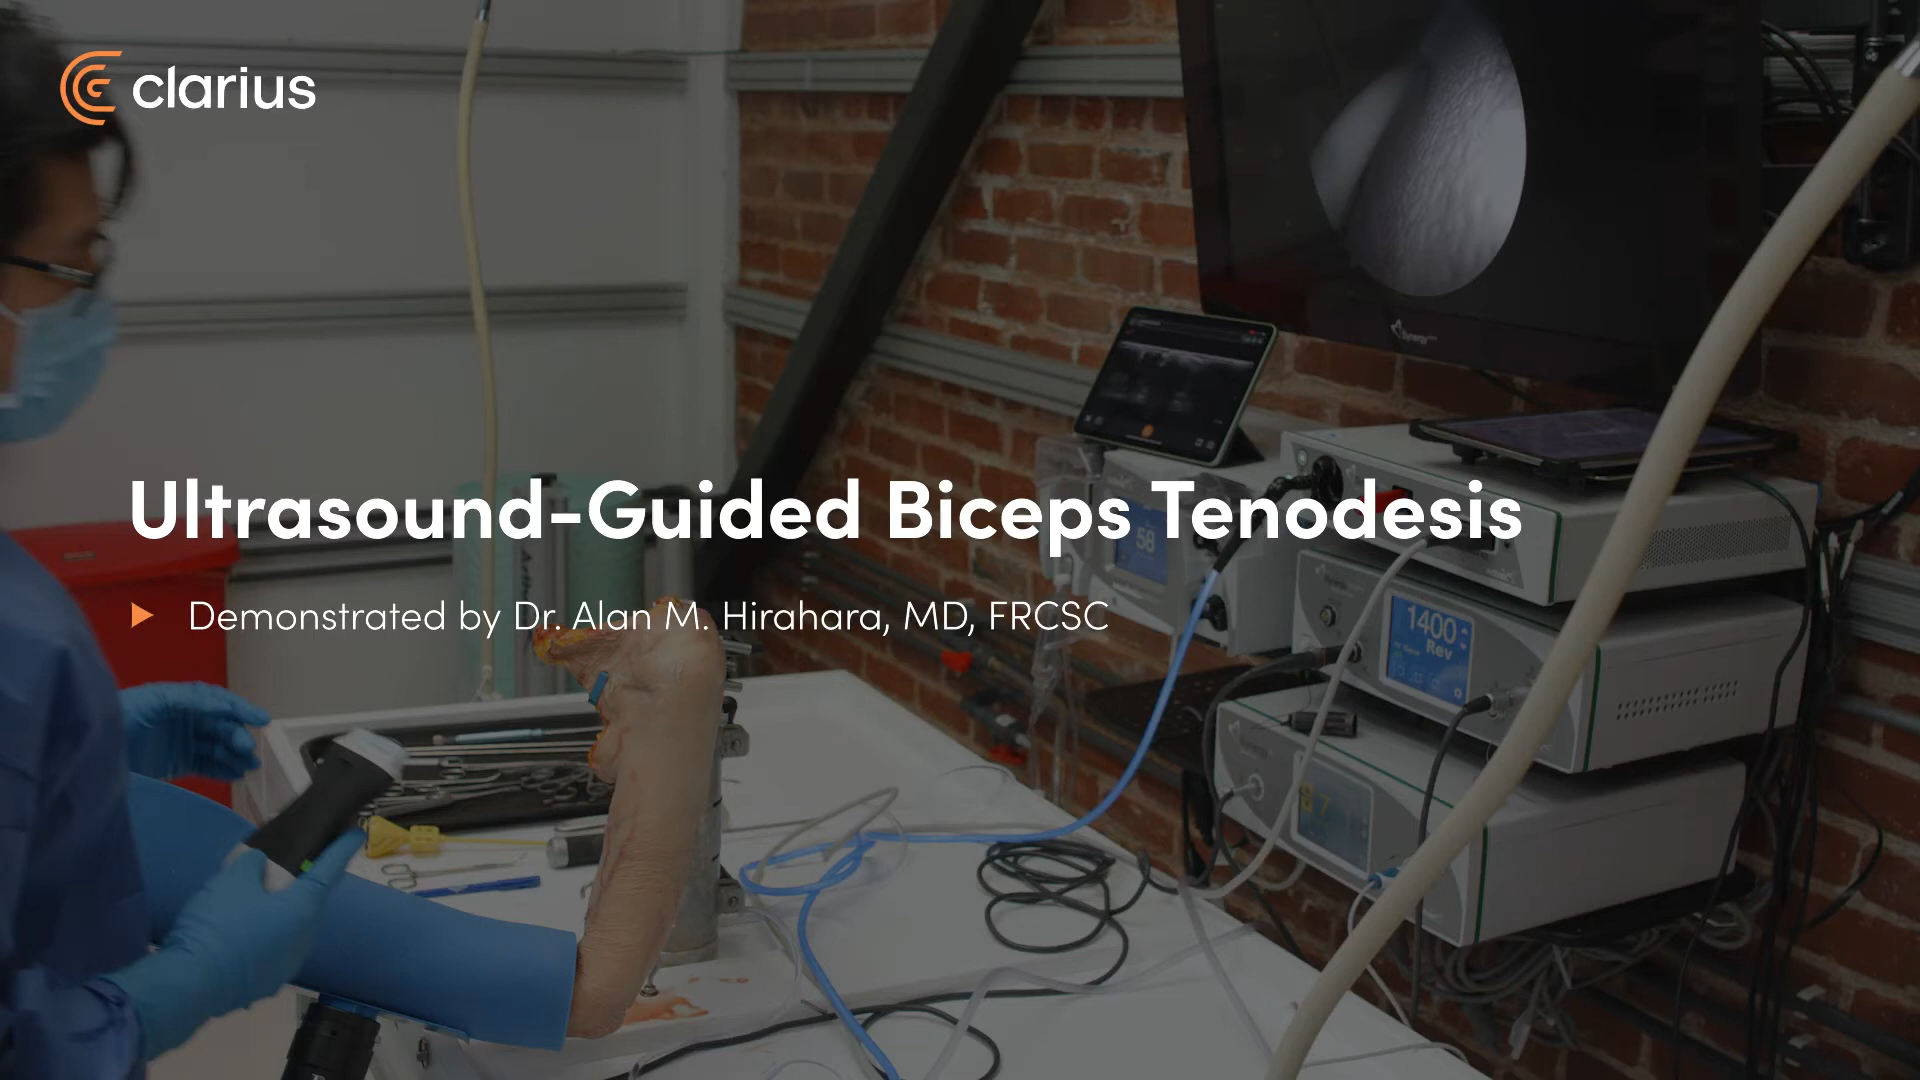 clarius
Ultrasound-Guided Biceps Tenodesis
Demonstrated by Dr. Alan M. Hirahara, MD, FRCSC
58
1400
Rev